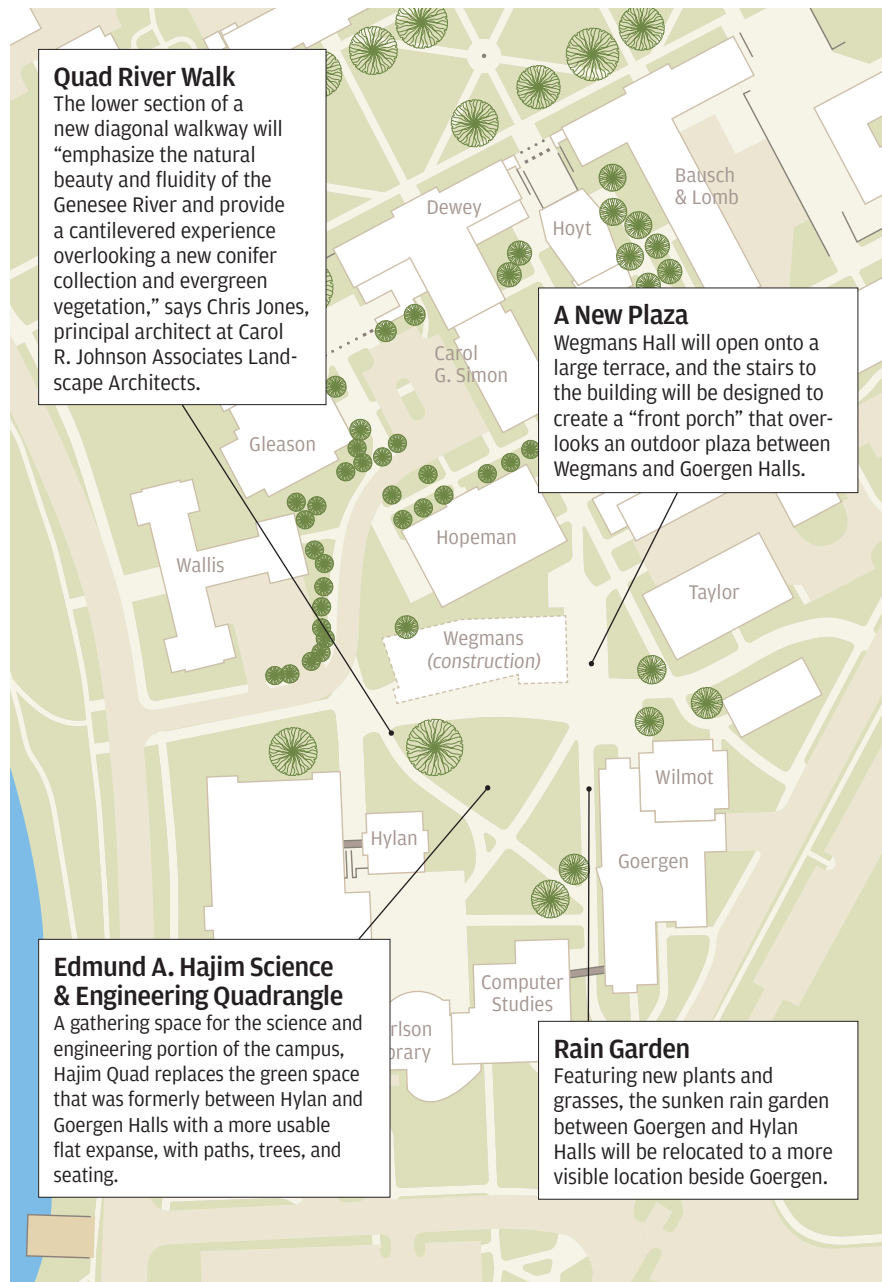 Quad River Walk
The lower section of a
new diagonal walkway will
“emphasize the natural
beauty and fluidity of the
Genesee River and provide
a cantilevered experience
overlooking a new conifer
collection and evergreen
vegetation,” says Chris Jones,
principal architect at Carol
R. Johnson Associates Land-
scape Architects.
Dewey
Hoyt
Bausch
& Lomb
A New Plaza
Wegmans Hall will open onto a
large terrace, and the stairs to
the building will be designed to
create a “front porch” that over-
looks an outdoor plaza between
Wegmans and Goergen Halls.
Carol
G. Simon
Gleason
Wallis
Hopeman
Taylor
Wegmans
(construction)
Wilmot
Hylan
Goergen
Edmund A. Hajim Science
& Engineering Quadrangle
A gathering space for the science and
engineering portion of the campus,
Hajim Quad replaces the green space
that was formerly between Hylan and
Goergen Halls with a more usable
flat expanse, with paths, trees, and
seating.
Computer
Studies
rlson
brary
Rain Garden
Featuring new plants and
grasses, the sunken rain garden
between Goergen and Hylan
Halls will be relocated to a more
visible location beside Goergen.